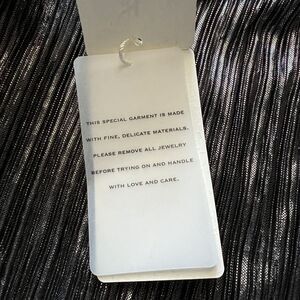 THIS SPECIAL GARMENT IS MADE
WITH FINE, DELICATE MATERIALS.
PLEASE REMOVE ALL JEWELRY
BEFORE TRYING ON AND HANDLE
WITH LOVE AND CARE.